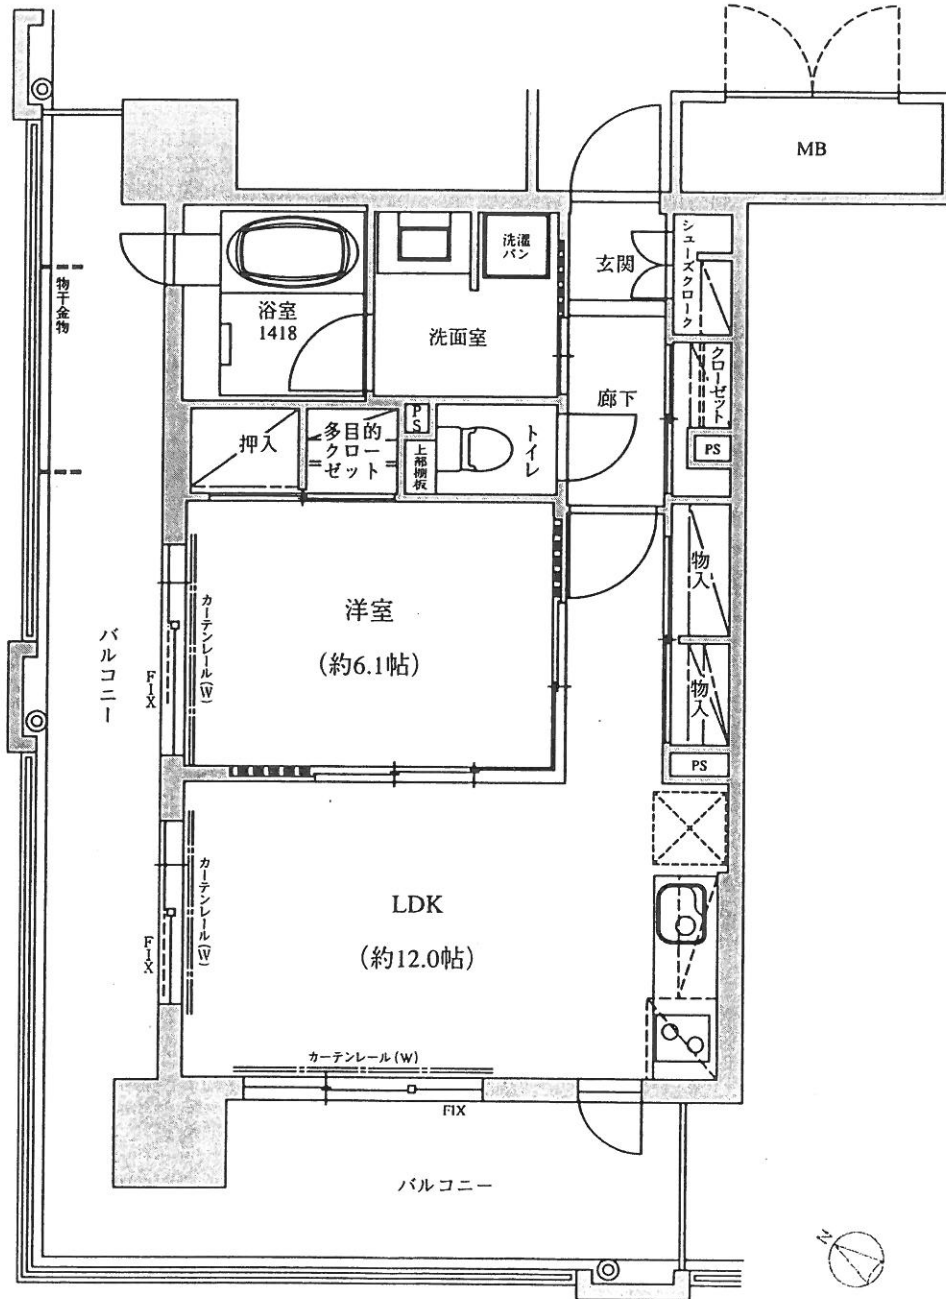 MB
シューズクローク
洗濯
パン
玄関
物干金物
浴室
1418
洗面室
クローゼット
廊下
押入
多目的
クロー
ゼット
PS
上部棚板
トイレ
PS
物入
洋室
(約6.1帖)
カーテンレール(W)
FIX
バルコニー
物入
PS
LDK
(約12.0帖)
カーテンレール(W)
FIX
カーテンレール(W)
FIX
バルコニー
N